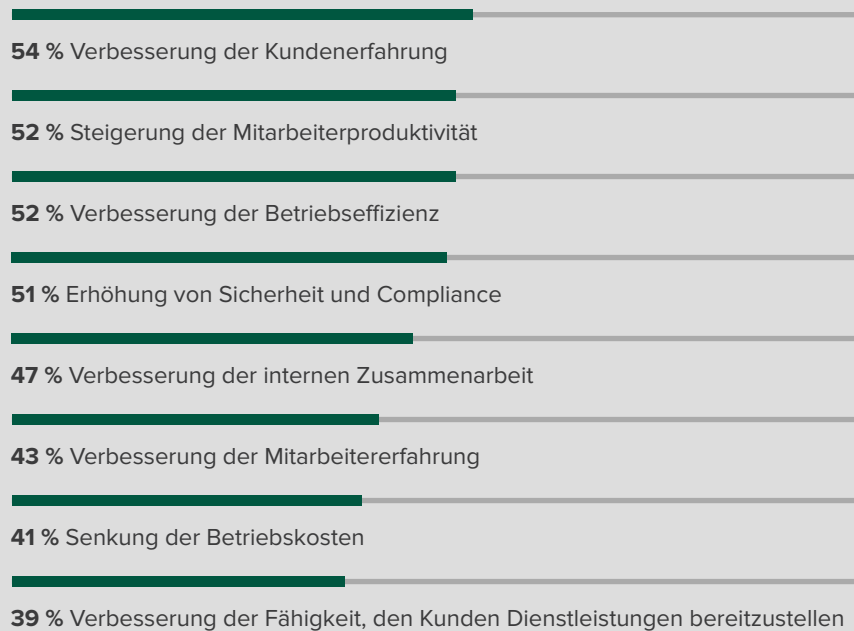 54 % Verbesserung der Kundenerfahrung
52 % Steigerung der Mitarbeiterproduktivität
52 % Verbesserung der Betriebseffizienz
51 % Erhöhung von Sicherheit und Compliance
47 % Verbesserung der internen Zusammenarbeit
43 % Verbesserung der Mitarbeitererfahrung
41 % Senkung der Betriebskosten
39 % Verbesserung der Fähigkeit, den Kunden Dienstleistungen bereitzustellen